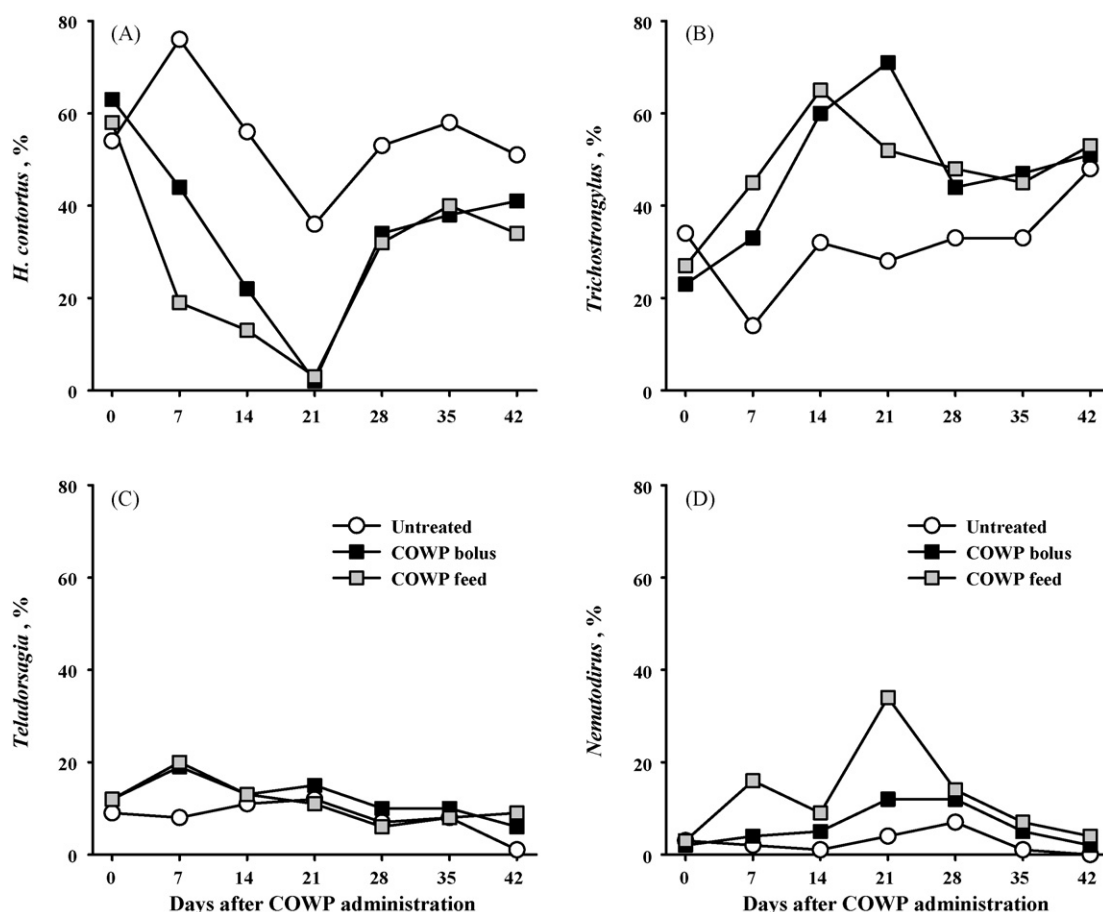 (A)
80
60
40
20
0
H. contortus , %
0 7 14 21 28 35 42
(B)
80
60
40
20
0
Trichostrongylus , %
0 7 14 21 28 35 42
(C)
80
60
40
20
0
Teladorsagia , %
Untreated
COWP bolus
COWP feed
0 7 14 21 28 35 42
Days after COWP administration
(D)
80
60
40
20
0
Nematodirus , %
Untreated
COWP bolus
COWP feed
0 7 14 21 28 35 42
Days after COWP administration